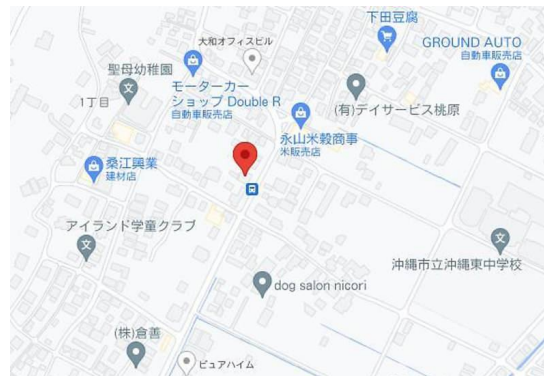 下田豆腐
大和オフィスビル
GROUND AUTO
自動車販売店
聖母幼稚園
モーターカー
ショップ Double R
自動車販売店
1丁目
(有)デイサービス桃原
永山米穀商事
米販売店
桑江興業
建材店
アイランド学童クラブ
沖縄市立沖縄東中学校
dog salon nicori
(株)倉善
ピュアハイム